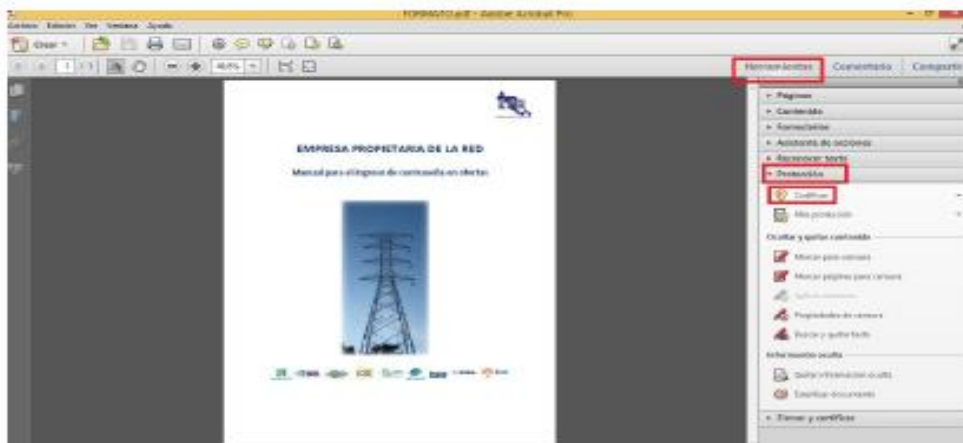 FORMATO.pdf - Adobe Acrobat Pro
Archivo Edición Ver Ventana Ayuda
Crear
1 / 1
Herramientas Comentario Compartir
EMPRESA PROPIETARIA DE LA RED
Manual para el ingreso de contraseña en ofertas
Páginas
Contenido
Formularios
Asistente de acciones
Reconocer texto
Protección
Más protección
Ocultar y quitar contenido
Marcar para censura
Marcar páginas para censura
Propiedades de censura
Buscar y quitar texto
Información oculta
Quitar información oculta
Firmar y certificar